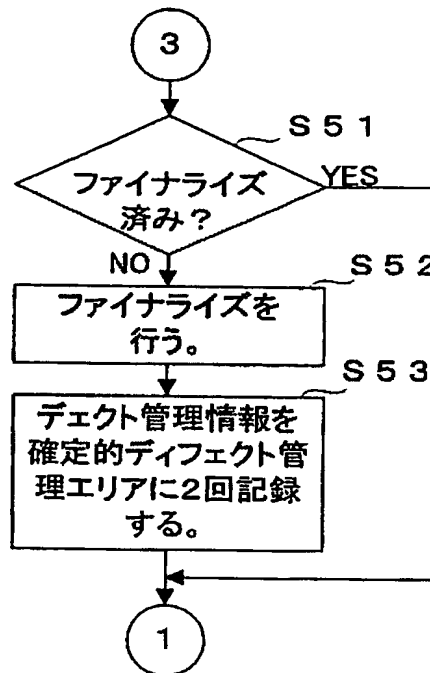 3
S51
ファイナライズ
済み？
YES
NO
S52
ファイナライズを
行う。
S53
デェクト管理情報を
確定的ディフェクト管
理エリアに2回記録
する。
1